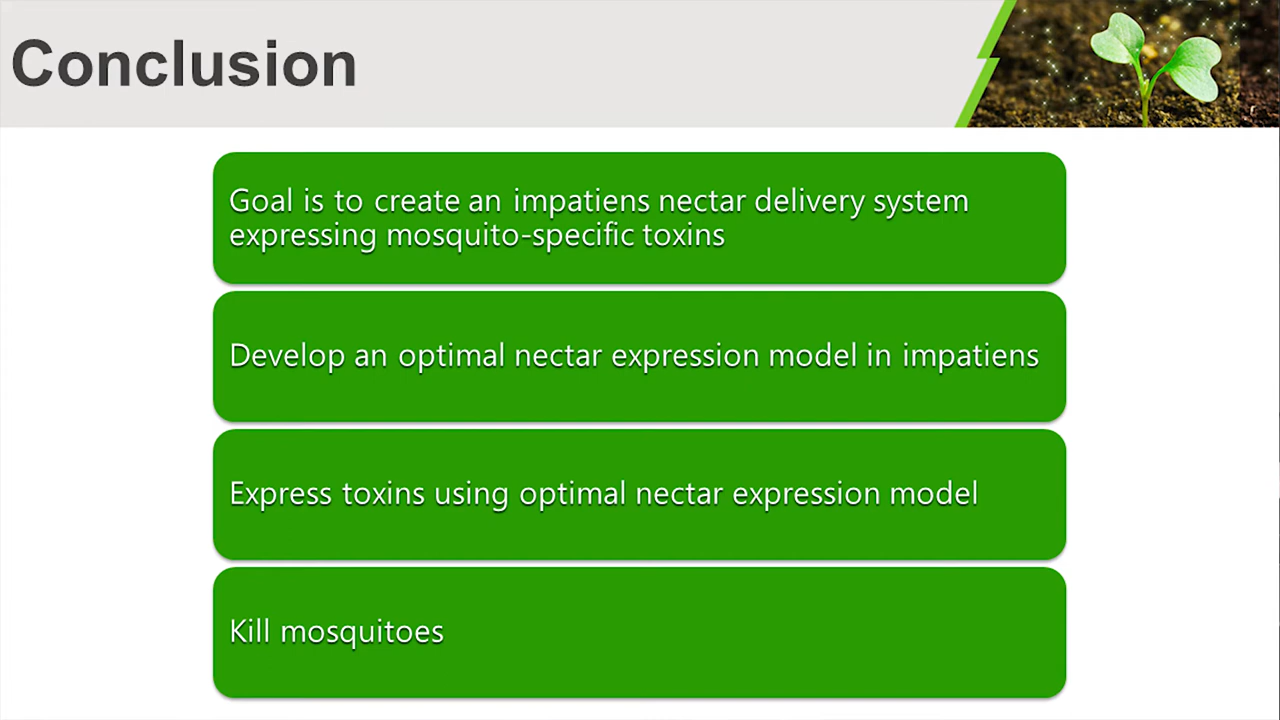 Conclusion
Goal is to create an impatiens nectar delivery system
expressing mosquito-specific toxins
Develop an optimal nectar expression model in impatiens
Express toxins using optimal nectar expression model
Kill mosquitoes